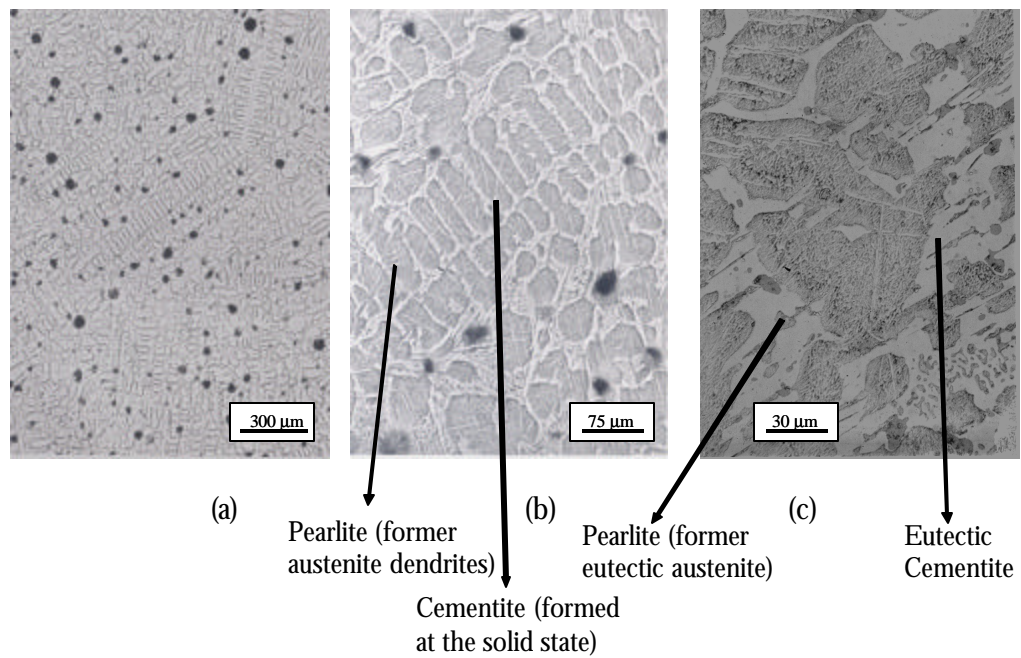 300 µm
75 µm
30 µm
(a)
(b)
(c)
Pearlite (former
austenite dendrites)
Pearlite (former
eutectic austenite)
Eutectic
Cementite
Cementite (formed
at the solid state)